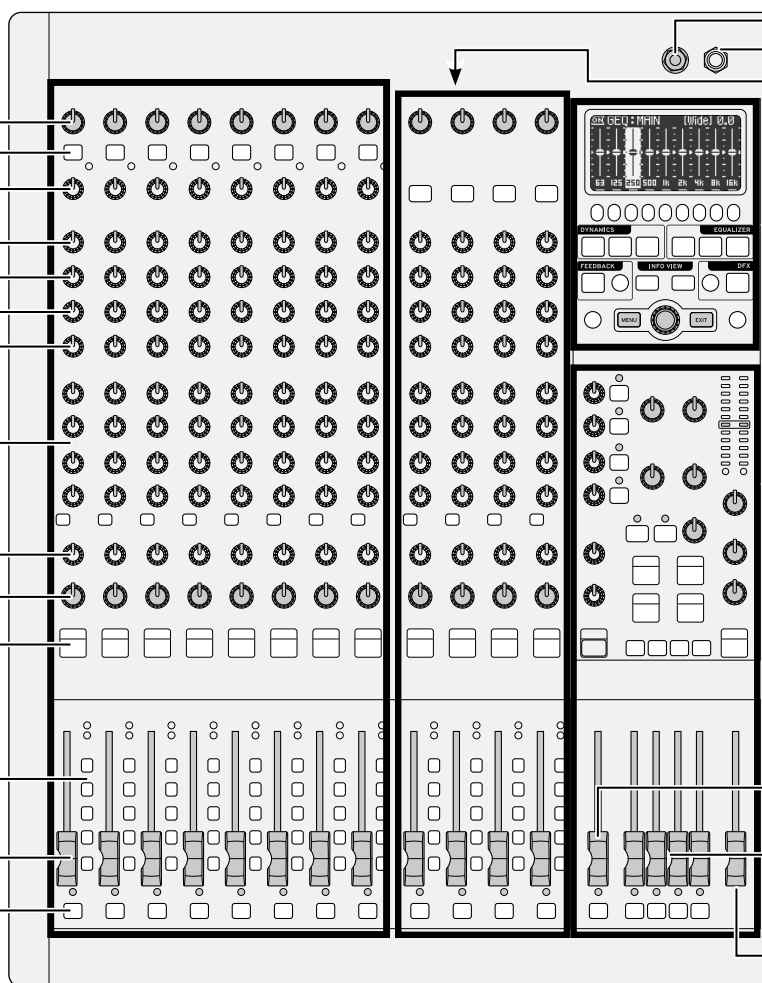 ON GEQ:MAIN [Wide] 0.0
63 125 250 500 1k 2k 4k 8k 16k
DYNAMICS EQUALIZER
FEEDBACK INFO VIEW DFX
MENU EXIT